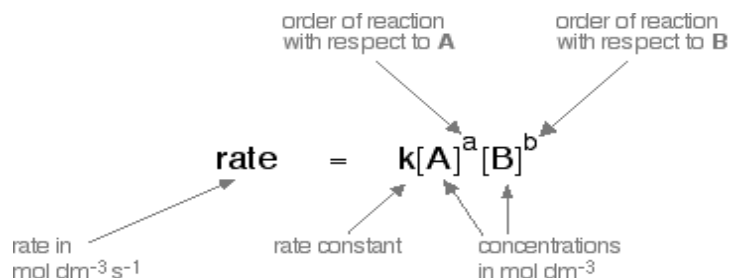 order of reaction
with respect to A
order of reaction
with respect to B
rate = k[A]ᵃ[B]ᵇ
rate in
mol dm⁻³ s⁻¹
rate constant
concentrations
in mol dm⁻³